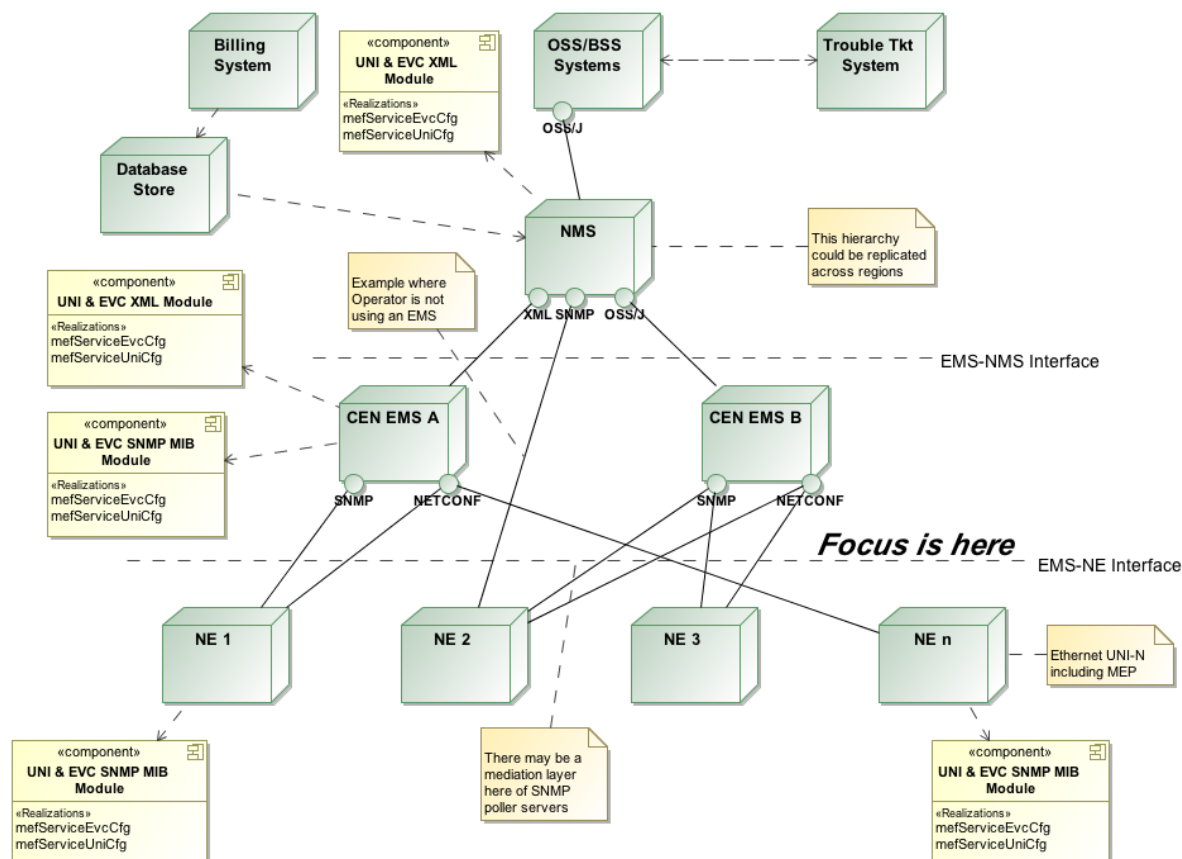 Billing
System
«component»
UNI & EVC XML
Module
«Realizations»
mefServiceEvcCfg
mefServiceUniCfg
OSS/BSS
Systems
Trouble Tkt
System
OSS/J
Database
Store
NMS
This hierarchy
could be replicated
across regions
Example where
Operator is not
using an EMS
XML SNMP OSS/J
«component»
UNI & EVC XML Module
«Realizations»
mefServiceEvcCfg
mefServiceUniCfg
EMS-NMS Interface
CEN EMS A
CEN EMS B
«component»
UNI & EVC SNMP MIB
Module
«Realizations»
mefServiceEvcCfg
mefServiceUniCfg
SNMP
NETCONF
SNMP
NETCONF
Focus is here
EMS-NE Interface
NE 1
NE 2
NE 3
NE n
Ethernet UNI-N
including MEP
«component»
UNI & EVC SNMP MIB
Module
«Realizations»
mefServiceEvcCfg
mefServiceUniCfg
There may be a
mediation layer
here of SNMP
poller servers
«component»
UNI & EVC SNMP MIB
Module
«Realizations»
mefServiceEvcCfg
mefServiceUniCfg